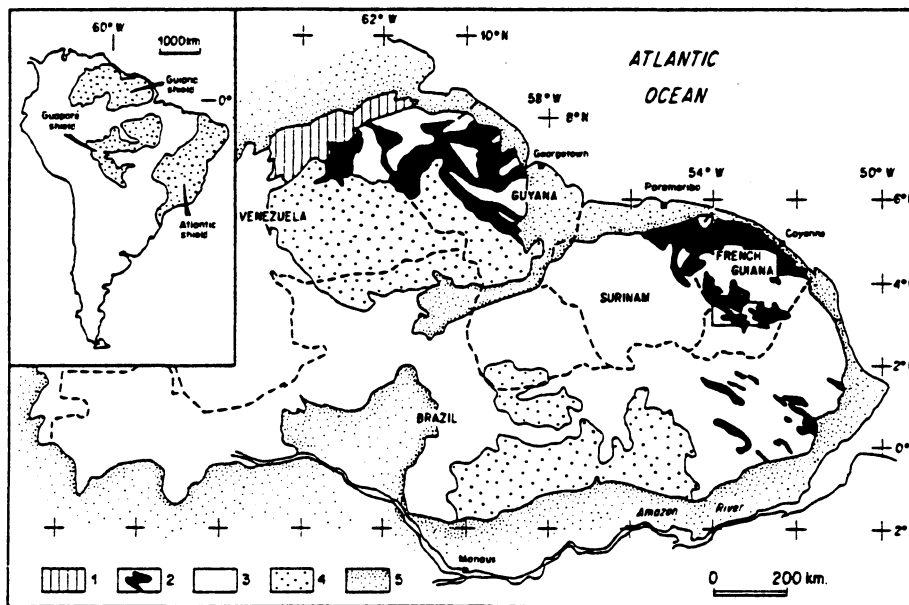 60° W
1000 km
Guiana
shield
0°
Guaporé
shield
Atlantic
shield
62° W
10° N
ATLANTIC
OCEAN
58° W
8° N
Georgetown
54° W
50° W
Paramaribo
6°
GUYANA
VENEZUELA
Cayenne
FRENCH
GUIANA
4°
SURINAM
2°
BRAZIL
0°
Amazon River
2°
Manaus
1 2 3 4 5
0 200 km.